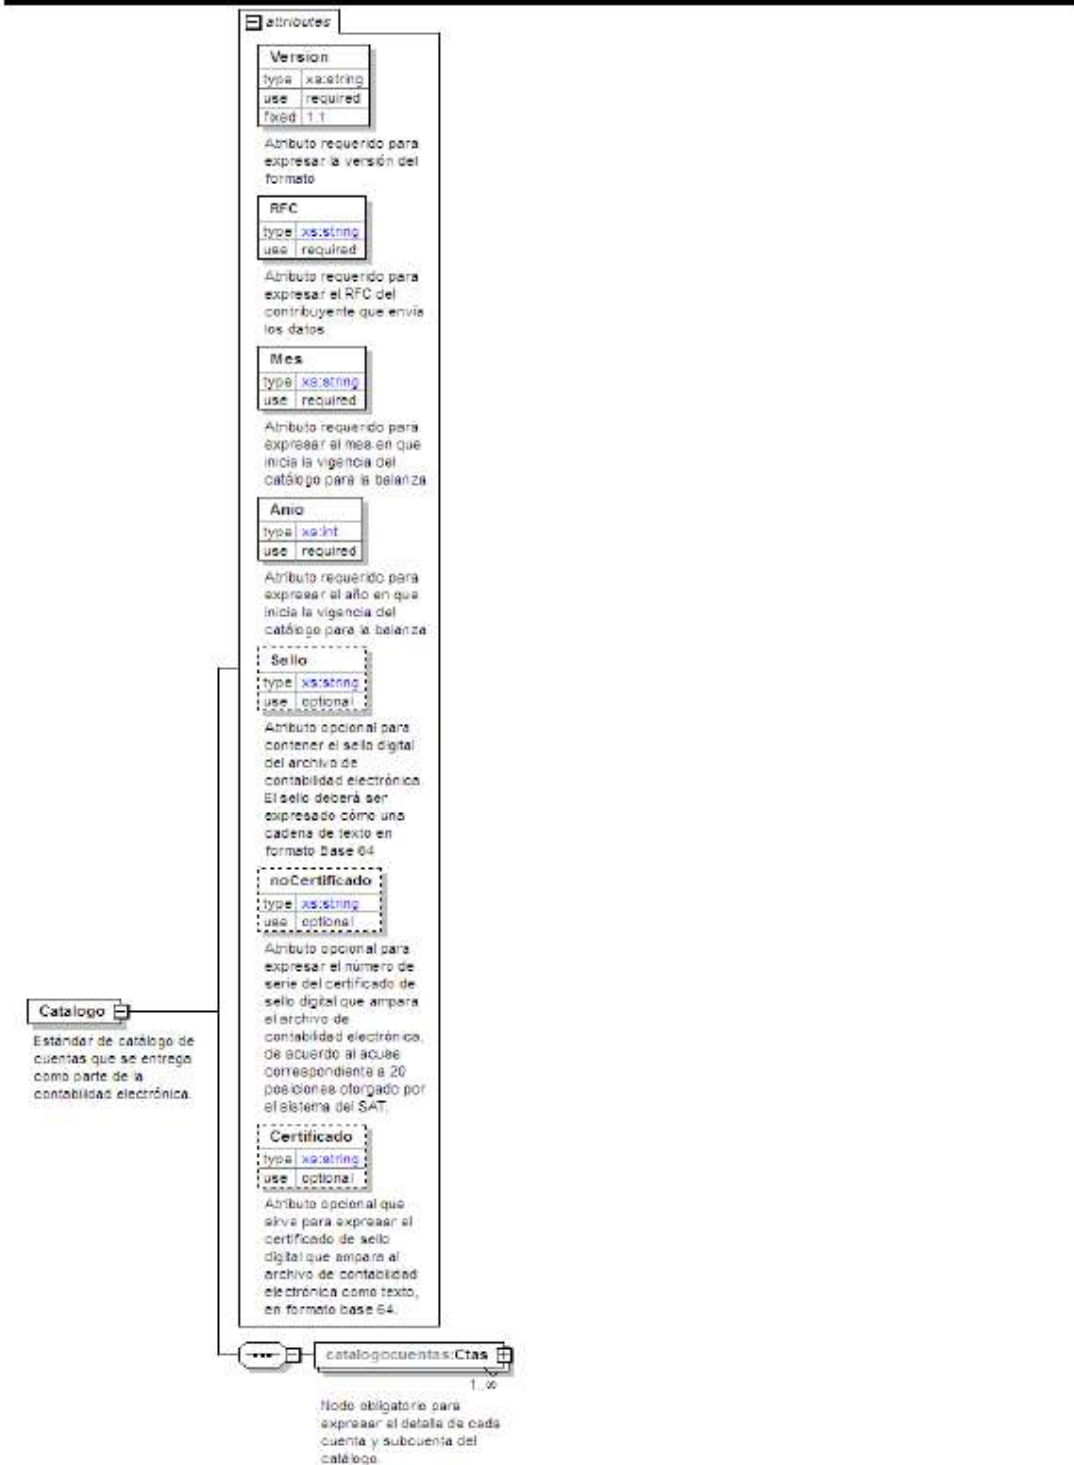 attributes
Version
type xs:string
use required
fixed 1.1
Atributo requerido para
expresar la versión del
formato
RFC
type xs:string
use required
Atributo requerido para
expresar el RFC del
contribuyente que envía
los datos
Mes
type xs:string
use required
Atributo requerido para
expresar el mes en que
inicia la vigencia del
catálogo para la balanza
Anio
type xs:int
use required
Atributo requerido para
expresar el año en que
inicia la vigencia del
catálogo para la balanza
Sello
type xs:string
use optional
Atributo opcional para
contener el sello digital
del archivo de
contabilidad electrónica
El sello deberá ser
expresado cómo una
cadena de texto en
formato Base 64
noCertificado
type xs:string
use optional
Atributo opcional para
expresar el número de
serie del certificado de
sello digital que ampara
el archivo de
contabilidad electrónica,
de acuerdo al acuse
correspondiente a 20
posiciones otorgado por
el sistema del SAT.
Catalogo
Estándar de catálogo de
cuentas que se entrega
como parte de la
contabilidad electrónica.
Certificado
type xs:string
use optional
Atributo opcional que
sirve para expresar el
certificado de sello
digital que ampara al
archivo de contabilidad
electrónica como texto,
en formato base 64.
catalogocuentas:Ctas
1..∞
Nodo obligatorio para
expresar el detalle de cada
cuenta y subcuenta del
catálogo.